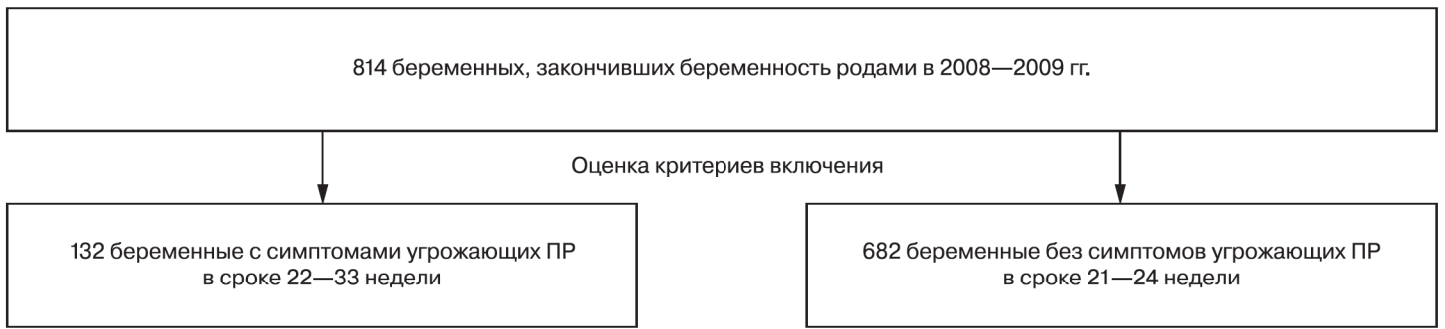 814 беременных, закончивших беременность родами в 2008—2009 гг.
Оценка критериев включения
132 беременные с симптомами угрожающих ПР
в сроке 22—33 недели
682 беременные без симптомов угрожающих ПР
в сроке 21—24 недели